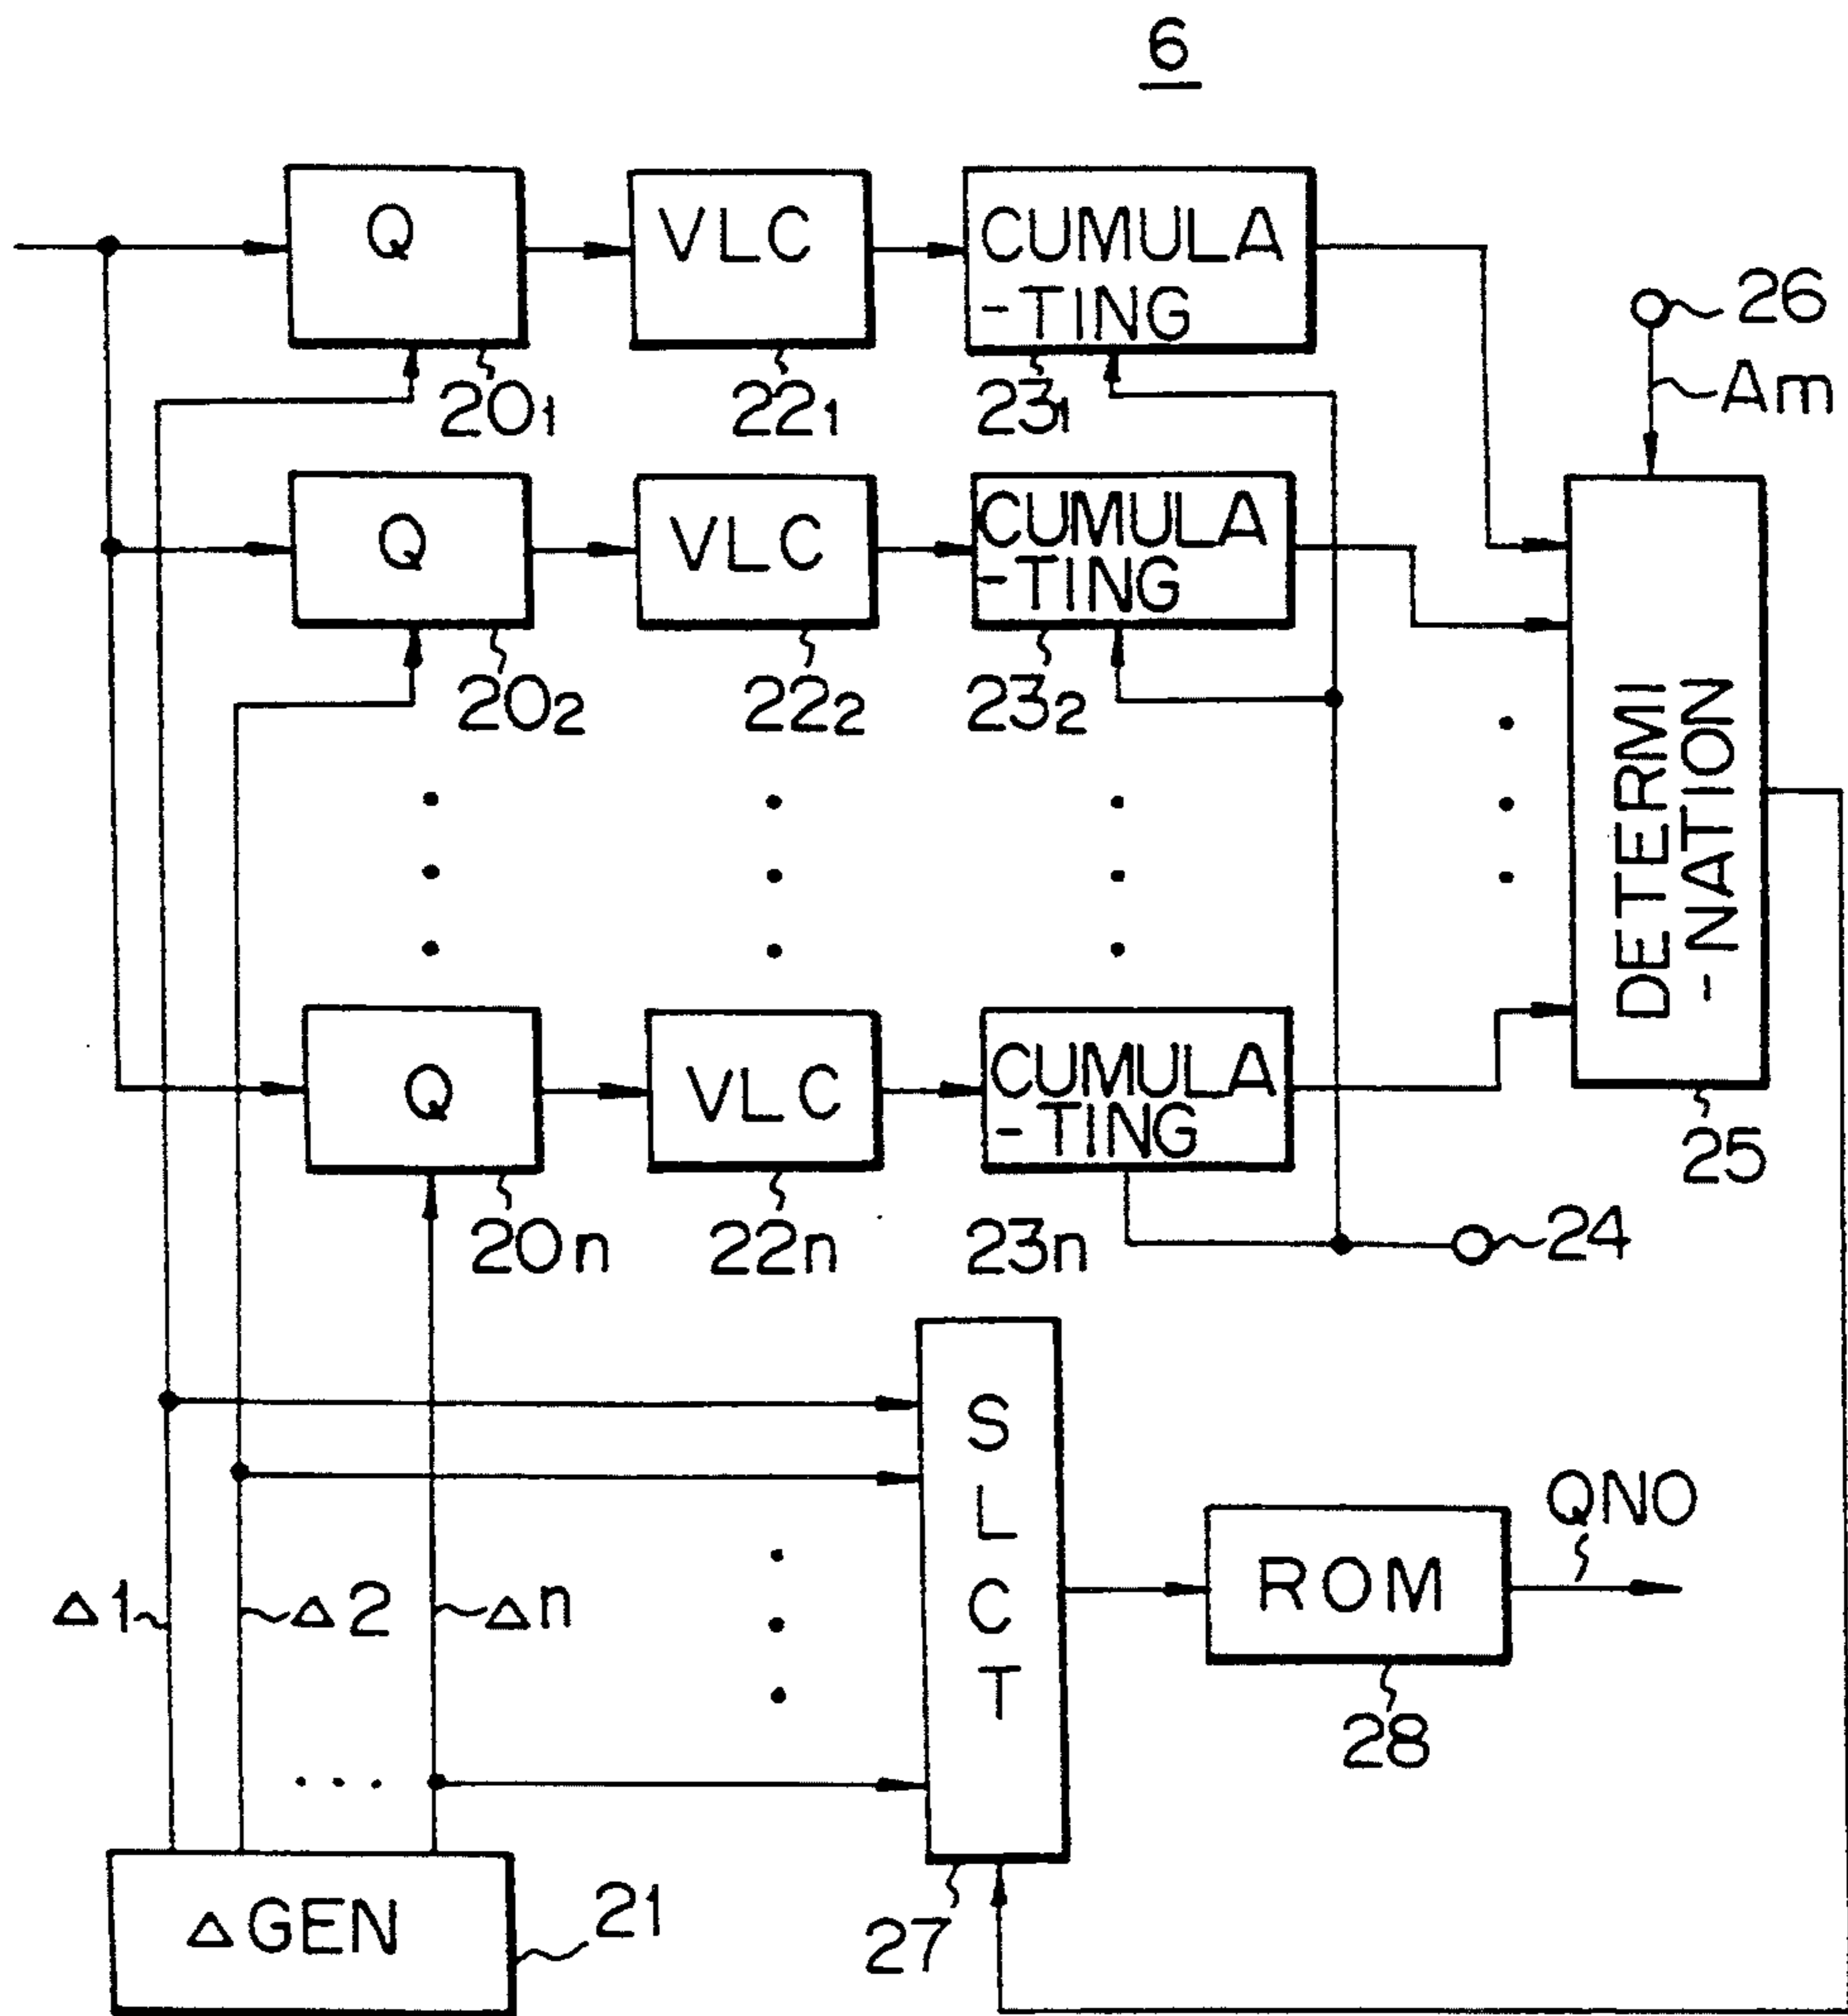 6
Q
VLC
CUMULA
-TING
26
Am
20₁
22₁
23₁
Q
VLC
CUMULA
-TING
20₂
22₂
23₂
DETERMI
-NATION
Q
VLC
CUMULA
-TING
25
20n
22n
23n
24
SLCT
QNO
ROM
Δ1
Δ2
Δn
28
ΔGEN
21
27